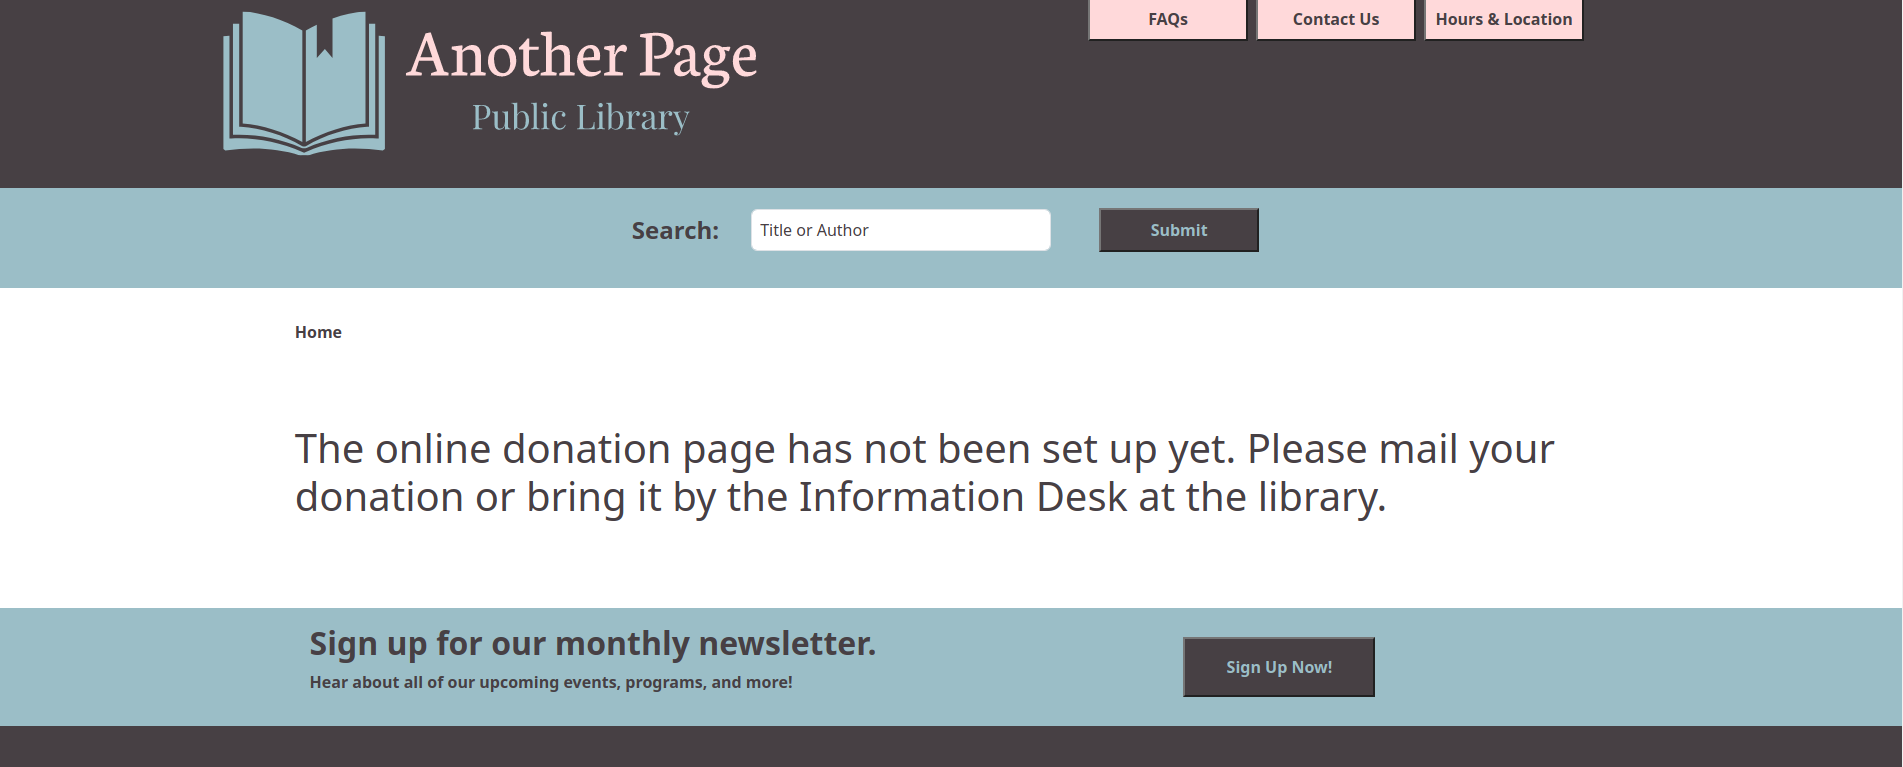 Another Page
Public Library
FAQs
Contact Us
Hours & Location
Search:
Title or Author
Submit
Home
The online donation page has not been set up yet. Please mail your
donation or bring it by the Information Desk at the library.
Sign up for our monthly newsletter.
Hear about all of our upcoming events, programs, and more!
Sign Up Now!